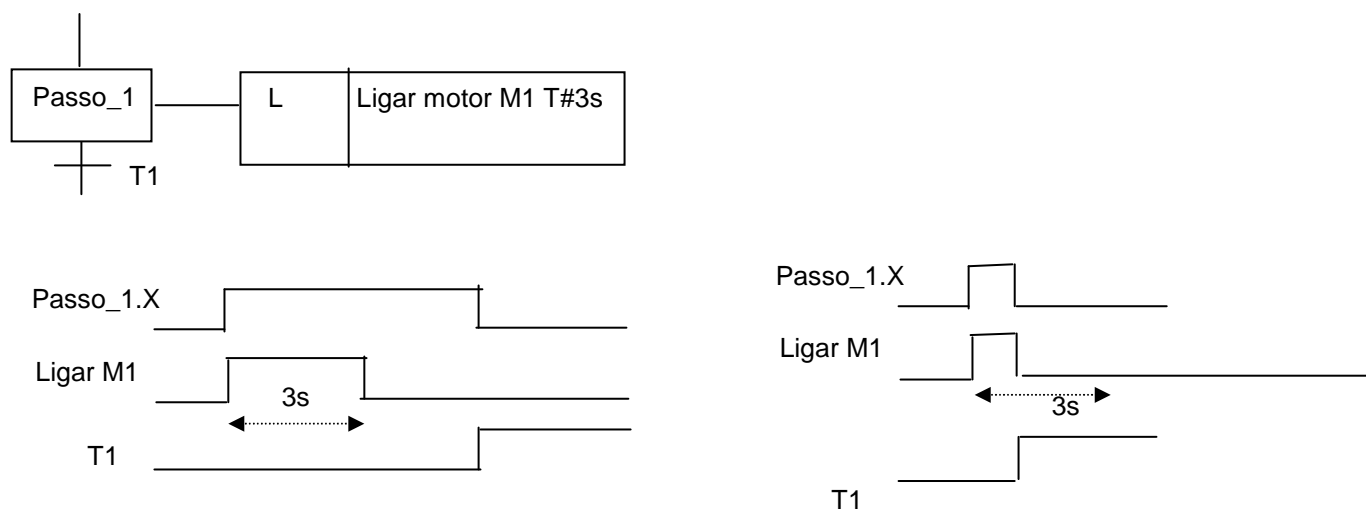 Passo_1
L
Ligar motor M1 T#3s
T1
Passo_1.X
Ligar M1
3s
T1
Passo_1.X
Ligar M1
3s
T1